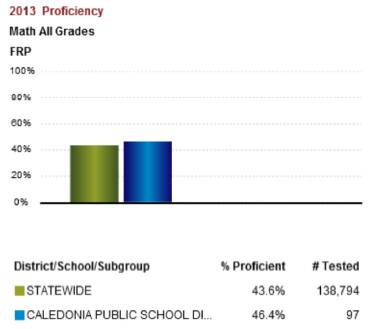 2013 Proficiency
Math All Grades
FRP
100%
80%
60%
40%
20%
0%
District/School/Subgroup % Proficient # Tested
STATEWIDE 43.6% 138,794
CALEDONIA PUBLIC SCHOOL DI... 46.4% 97